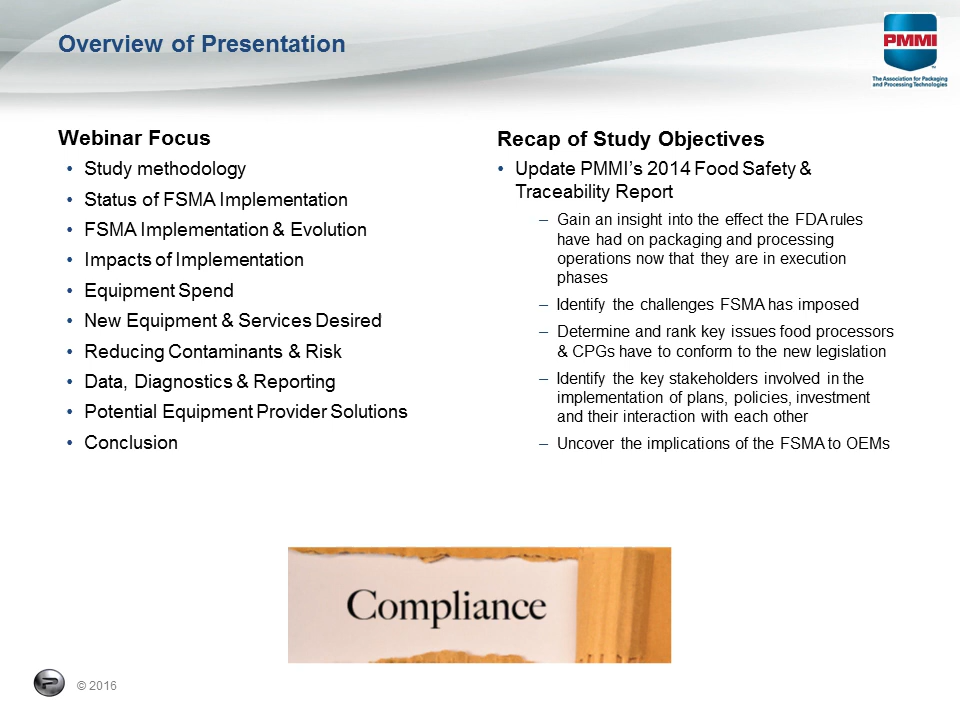 Overview of Presentation
PMMI
The Association for Packaging
and Processing Technologies
Webinar Focus
• Study methodology
• Status of FSMA Implementation
• FSMA Implementation & Evolution
• Impacts of Implementation
• Equipment Spend
• New Equipment & Services Desired
• Reducing Contaminants & Risk
• Data, Diagnostics & Reporting
• Potential Equipment Provider Solutions
• Conclusion
Recap of Study Objectives
• Update PMMI’s 2014 Food Safety &
Traceability Report
– Gain an insight into the effect the FDA rules
have had on packaging and processing
operations now that they are in execution
phases
– Identify the challenges FSMA has imposed
– Determine and rank key issues food processors
& CPGs have to conform to the new legislation
– Identify the key stakeholders involved in the
implementation of plans, policies, investment
and their interaction with each other
– Uncover the implications of the FSMA to OEMs
Compliance
P
© 2016